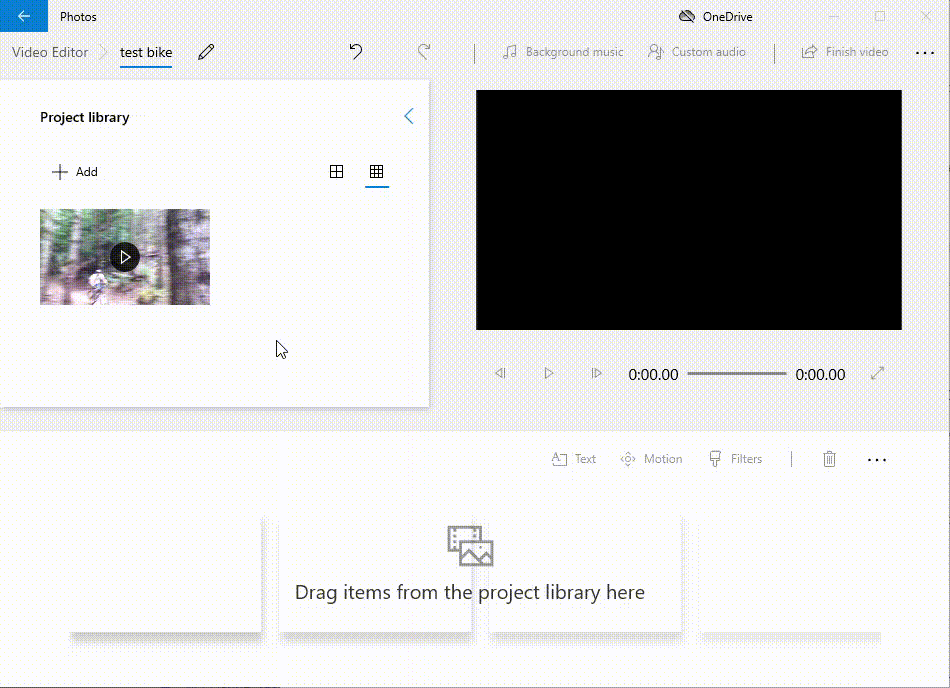 Photos
OneDrive
Video Editor
test bike
Background music
Custom audio
Finish video
Project library
Add
0:00.00
0:00.00
Text
Motion
Filters
Drag items from the project library here